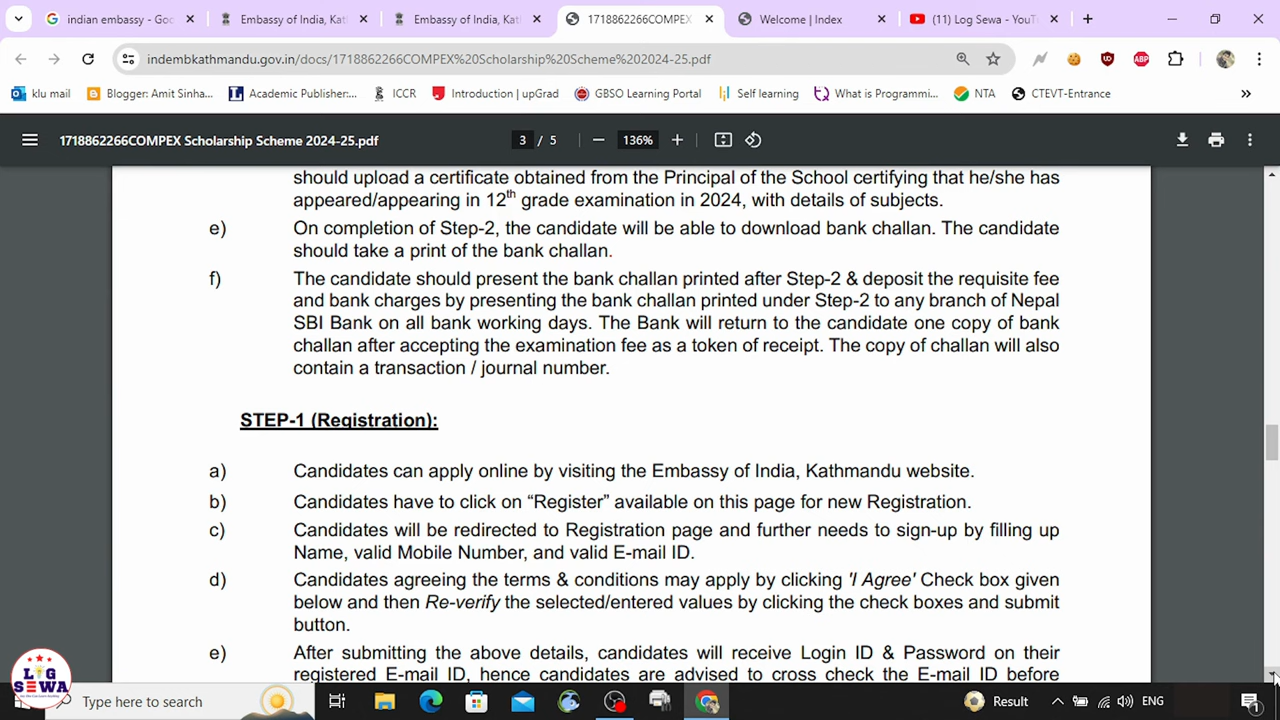 indian embassy - Goo
Embassy of India, Kat
Embassy of India, Kat
1718862266COMPEX
Welcome | Index
(11) Log Sewa - YouT
indembkathmandu.gov.in/docs/1718862266COMPEX%20Scholarship%20Scheme%202024-25.pdf
klu mail
Blogger: Amit Sinha...
Academic Publisher:...
ICCR
Introduction | upGrad
GBSO Learning Portal
Self learning
What is Programmi...
NTA
CTEVT-Entrance
1718862266COMPEX Scholarship Scheme 2024-25.pdf
3 / 5
136%
should upload a certificate obtained from the Principal of the School certifying that he/she has
appeared/appearing in 12th grade examination in 2024, with details of subjects.
e) On completion of Step-2, the candidate will be able to download bank challan. The candidate
should take a print of the bank challan.
f) The candidate should present the bank challan printed after Step-2 & deposit the requisite fee
and bank charges by presenting the bank challan printed under Step-2 to any branch of Nepal
SBI Bank on all bank working days. The Bank will return to the candidate one copy of bank
challan after accepting the examination fee as a token of receipt. The copy of challan will also
contain a transaction / journal number.
STEP-1 (Registration):
a) Candidates can apply online by visiting the Embassy of India, Kathmandu website.
b) Candidates have to click on “Register” available on this page for new Registration.
c) Candidates will be redirected to Registration page and further needs to sign-up by filling up
Name, valid Mobile Number, and valid E-mail ID.
d) Candidates agreeing the terms & conditions may apply by clicking 'I Agree' Check box given
below and then Re-verify the selected/entered values by clicking the check boxes and submit
button.
e) After submitting the above details, candidates will receive Login ID & Password on their
registered E-mail ID, hence candidates are advised to cross check the E-mail ID before
LOG
SEWA
Type here to search
Result
ENG
1